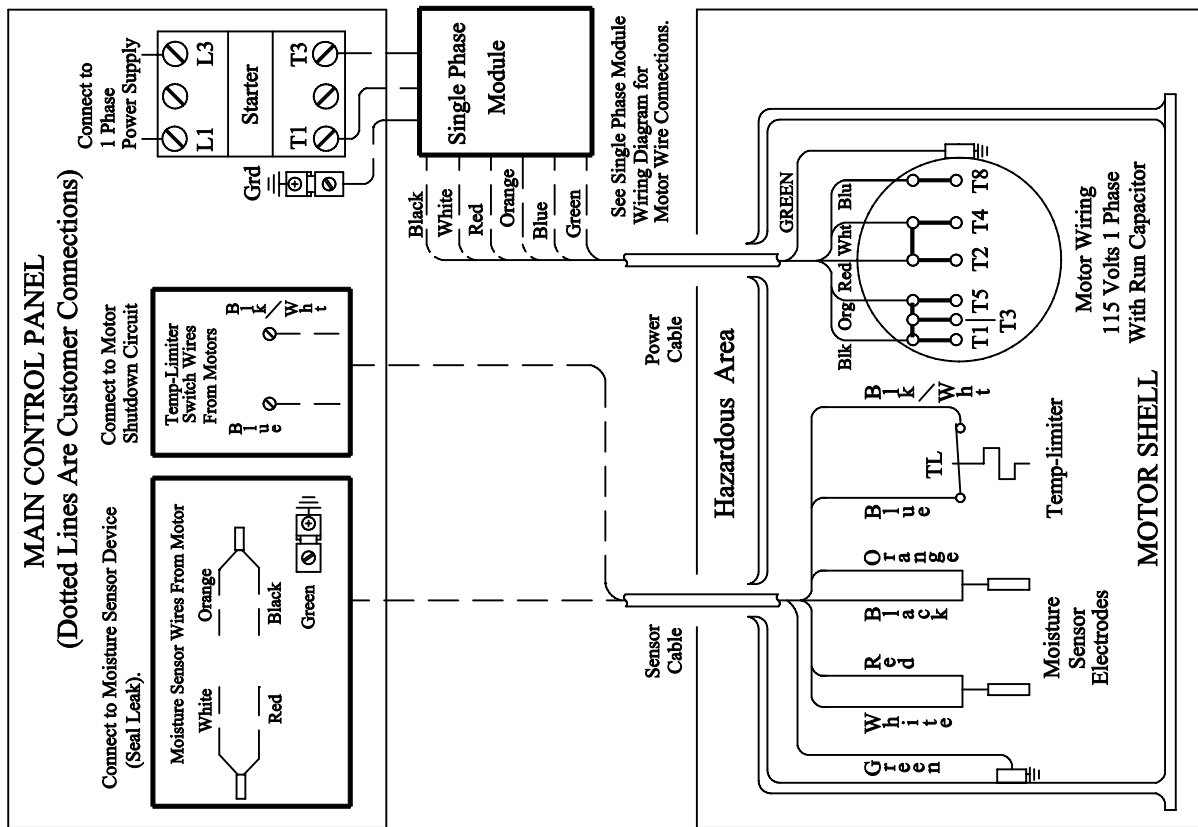 MAIN CONTROL PANEL
(Dotted Lines Are Customer Connections)
Connect to Moisture Sensor Device
(Seal Leak).
Moisture Sensor Wires From Motor
White
Orange
Red
Black
Green
Connect to Motor
Shutdown Circuit
Temp-Limiter
Switch Wires
From Motors
Blue
Blk/Wht
Connect to
1 Phase
Power Supply
L1
L3
Starter
T1
T3
Grd
Single Phase
Module
Black
White
Red
Orange
Blue
Green
See Single Phase Module
Wiring Diagram for
Motor Wire Connections.
Sensor
Cable
Power
Cable
Hazardous Area
Green
White
Red
Black
Orange
Blue
Blk/Wht
TL
Temp-limiter
Moisture
Sensor
Electrodes
GREEN
Blk
Org
Red
Wht
Blu
T1
T3
T5
T2
T4
T8
Motor Wiring
115 Volts 1 Phase
With Run Capacitor
MOTOR SHELL